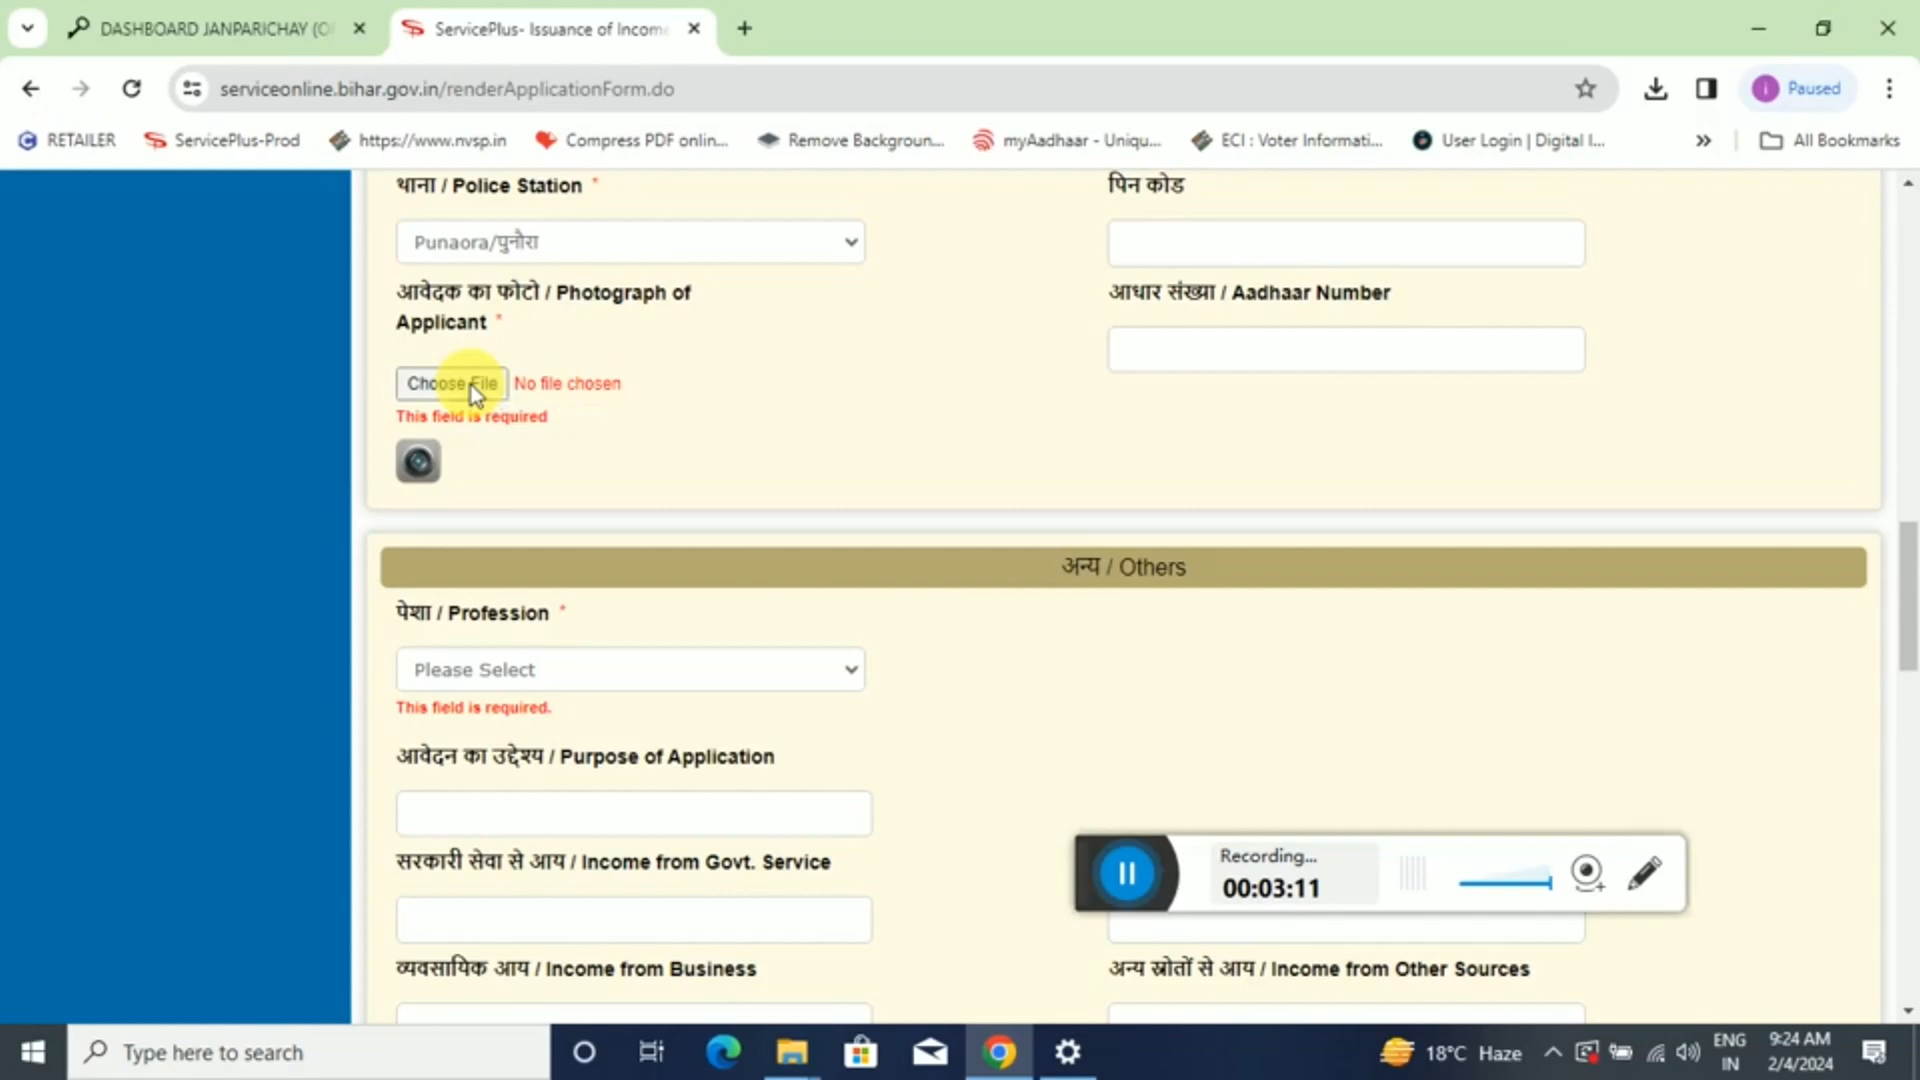 DASHBOARD JANPARICHAY (O
ServicePlus- Issuance of Income
serviceonline.bihar.gov.in/renderApplicationForm.do
i Paused
RETAILER ServicePlus-Prod https://www.nvsp.in Compress PDF onlin... Remove Backgroun... myAadhaar - Uniqu... ECI : Voter Informati... User Login | Digital I... » All Bookmarks
थाना / Police Station * पिन कोड
Punaora/पुनौरा
आवेदक का फोटो / Photograph of
Applicant *
आधार संख्या / Aadhaar Number
Choose File No file chosen
This field is required
अन्य / Others
पेशा / Profession *
Please Select
This field is required.
आवेदन का उद्देश्य / Purpose of Application
सरकारी सेवा से आय / Income from Govt. Service
Recording...
00:03:11
व्यवसायिक आय / Income from Business अन्य स्रोतों से आय / Income from Other Sources
Type here to search
18°C Haze
ENG
IN
9:24 AM
2/4/2024